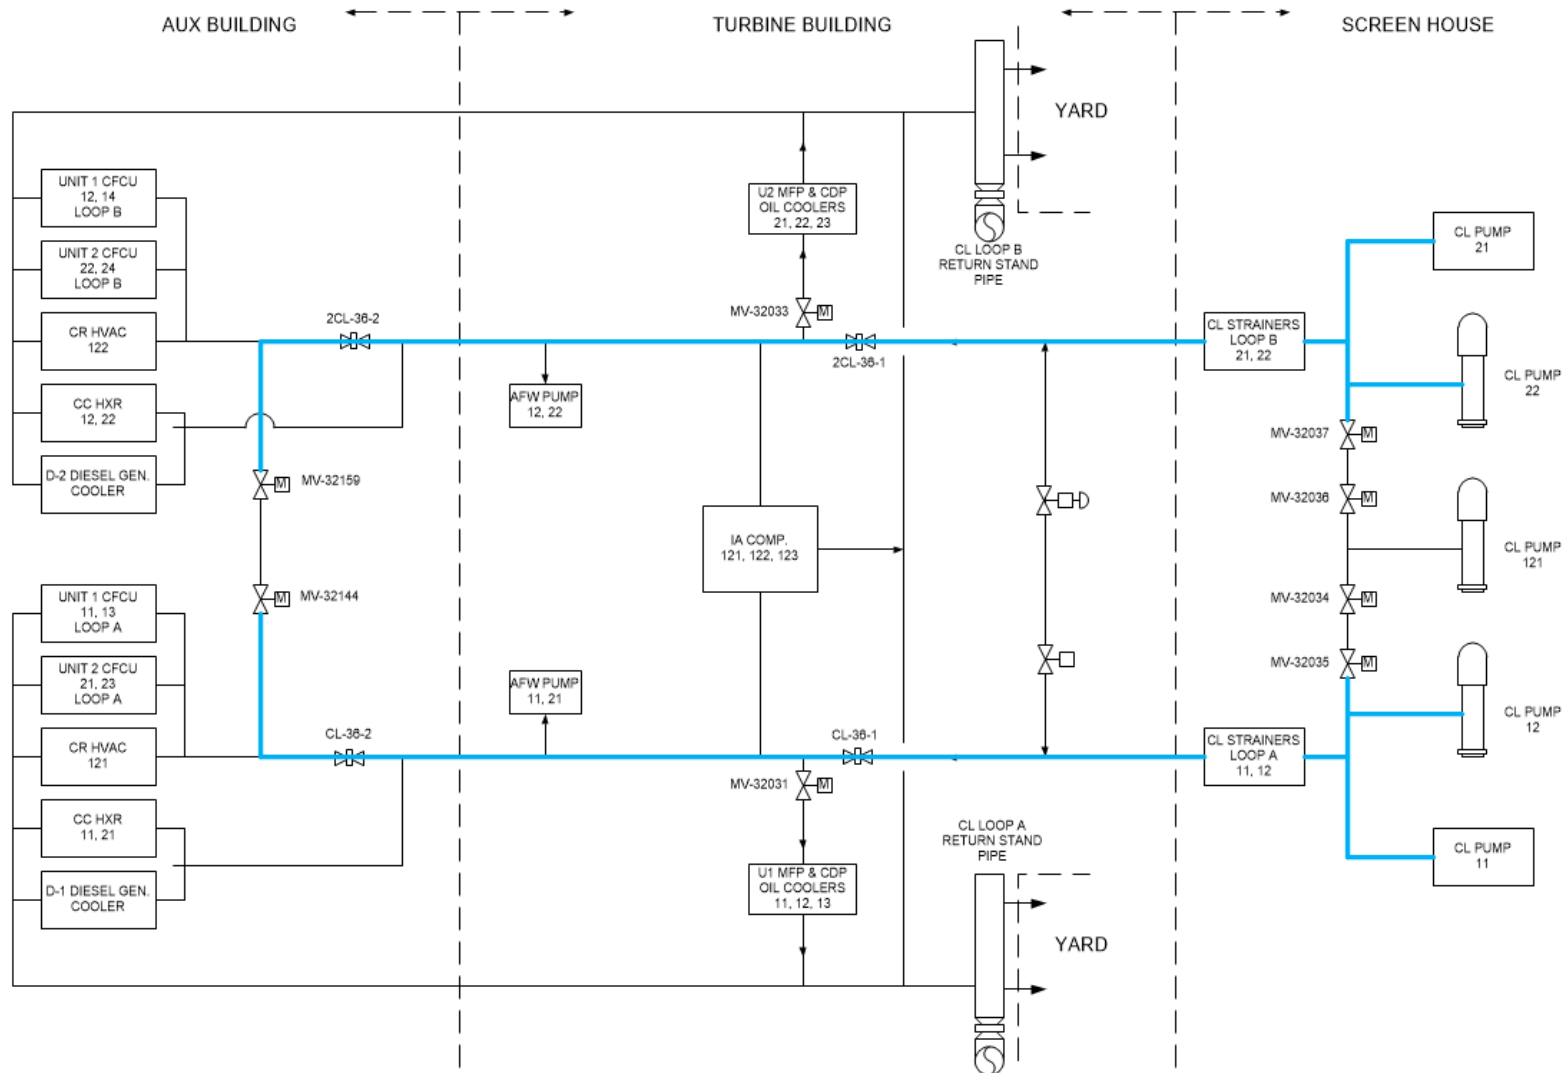 AUX BUILDING
TURBINE BUILDING
SCREEN HOUSE
YARD
UNIT 1 CFCU
12, 14
LOOP B
UNIT 2 CFCU
22, 24
LOOP B
CR HVAC
122
CC HXR
12, 22
D-2 DIESEL GEN.
COOLER
2CL-36-2
MV-32159
AFW PUMP
12, 22
U2 MFP & CDP
OIL COOLERS
21, 22, 23
MV-32033
2CL-36-1
CL LOOP B
RETURN STAND
PIPE
CL STRAINERS
LOOP B
21, 22
CL PUMP
21
CL PUMP
22
MV-32037
M
MV-32036
M
CL PUMP
121
MV-32034
M
MV-32035
M
CL PUMP
12
CL PUMP
11
CL STRAINERS
LOOP A
11, 12
IA COMP.
121, 122, 123
M
M
MV-32144
M
UNIT 1 CFCU
11, 13
LOOP A
UNIT 2 CFCU
21, 23
LOOP A
CR HVAC
121
CC HXR
11, 21
D-1 DIESEL GEN.
COOLER
CL-36-2
AFW PUMP
11, 21
CL-36-1
MV-32031
M
U1 MFP & CDP
OIL COOLERS
11, 12, 13
CL LOOP A
RETURN STAND
PIPE
YARD